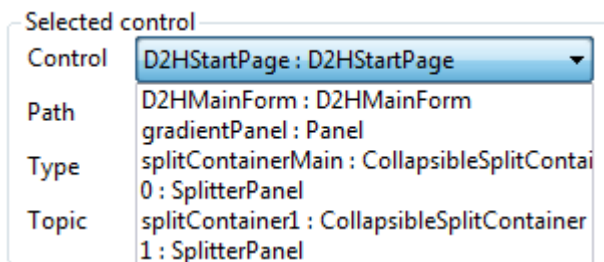 Selected control
Control D2HStartPage : D2HStartPage
D2HMainForm : D2HMainForm
Path
gradientPanel : Panel
Type splitContainerMain : CollapsibleSplitContai
0 : SplitterPanel
Topic splitContainer1 : CollapsibleSplitContainer
1 : SplitterPanel